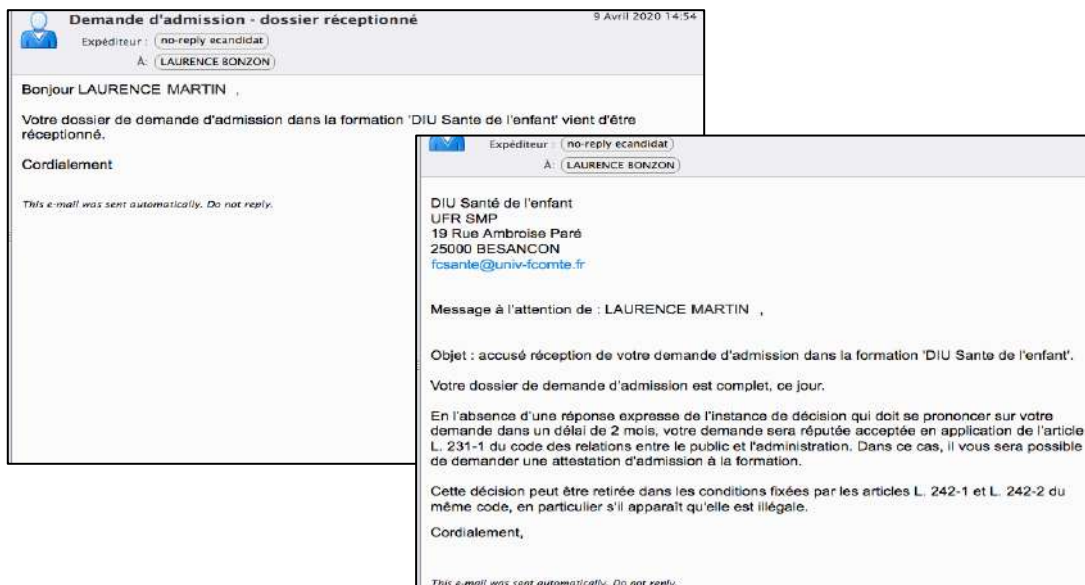 Demande d'admission - dossier réceptionné
9 Avril 2020 14:54
Expéditeur : no-reply ecandidat
À: LAURENCE BONZON
Bonjour LAURENCE MARTIN ,
Votre dossier de demande d'admission dans la formation 'DIU Sante de l'enfant' vient d'être
réceptionné.
Cordialement
This e-mail was sent automatically. Do not reply.
Expéditeur : no-reply ecandidat
À: LAURENCE BONZON
DIU Santé de l'enfant
UFR SMP
19 Rue Ambroise Paré
25000 BESANCON
fcsante@univ-fcomte.fr
Message à l'attention de : LAURENCE MARTIN ,
Objet : accusé réception de votre demande d'admission dans la formation 'DIU Sante de l'enfant'.
Votre dossier de demande d'admission est complet, ce jour.
En l'absence d'une réponse expresse de l'instance de décision qui doit se prononcer sur votre
demande dans un délai de 2 mois, votre demande sera réputée acceptée en application de l'article
L. 231-1 du code des relations entre le public et l'administration. Dans ce cas, il vous sera possible
de demander une attestation d'admission à la formation.
Cette décision peut être retirée dans les conditions fixées par les articles L. 242-1 et L. 242-2 du
même code, en particulier s'il apparaît qu'elle est illégale.
Cordialement,
This e-mail was sent automatically. Do not reply.